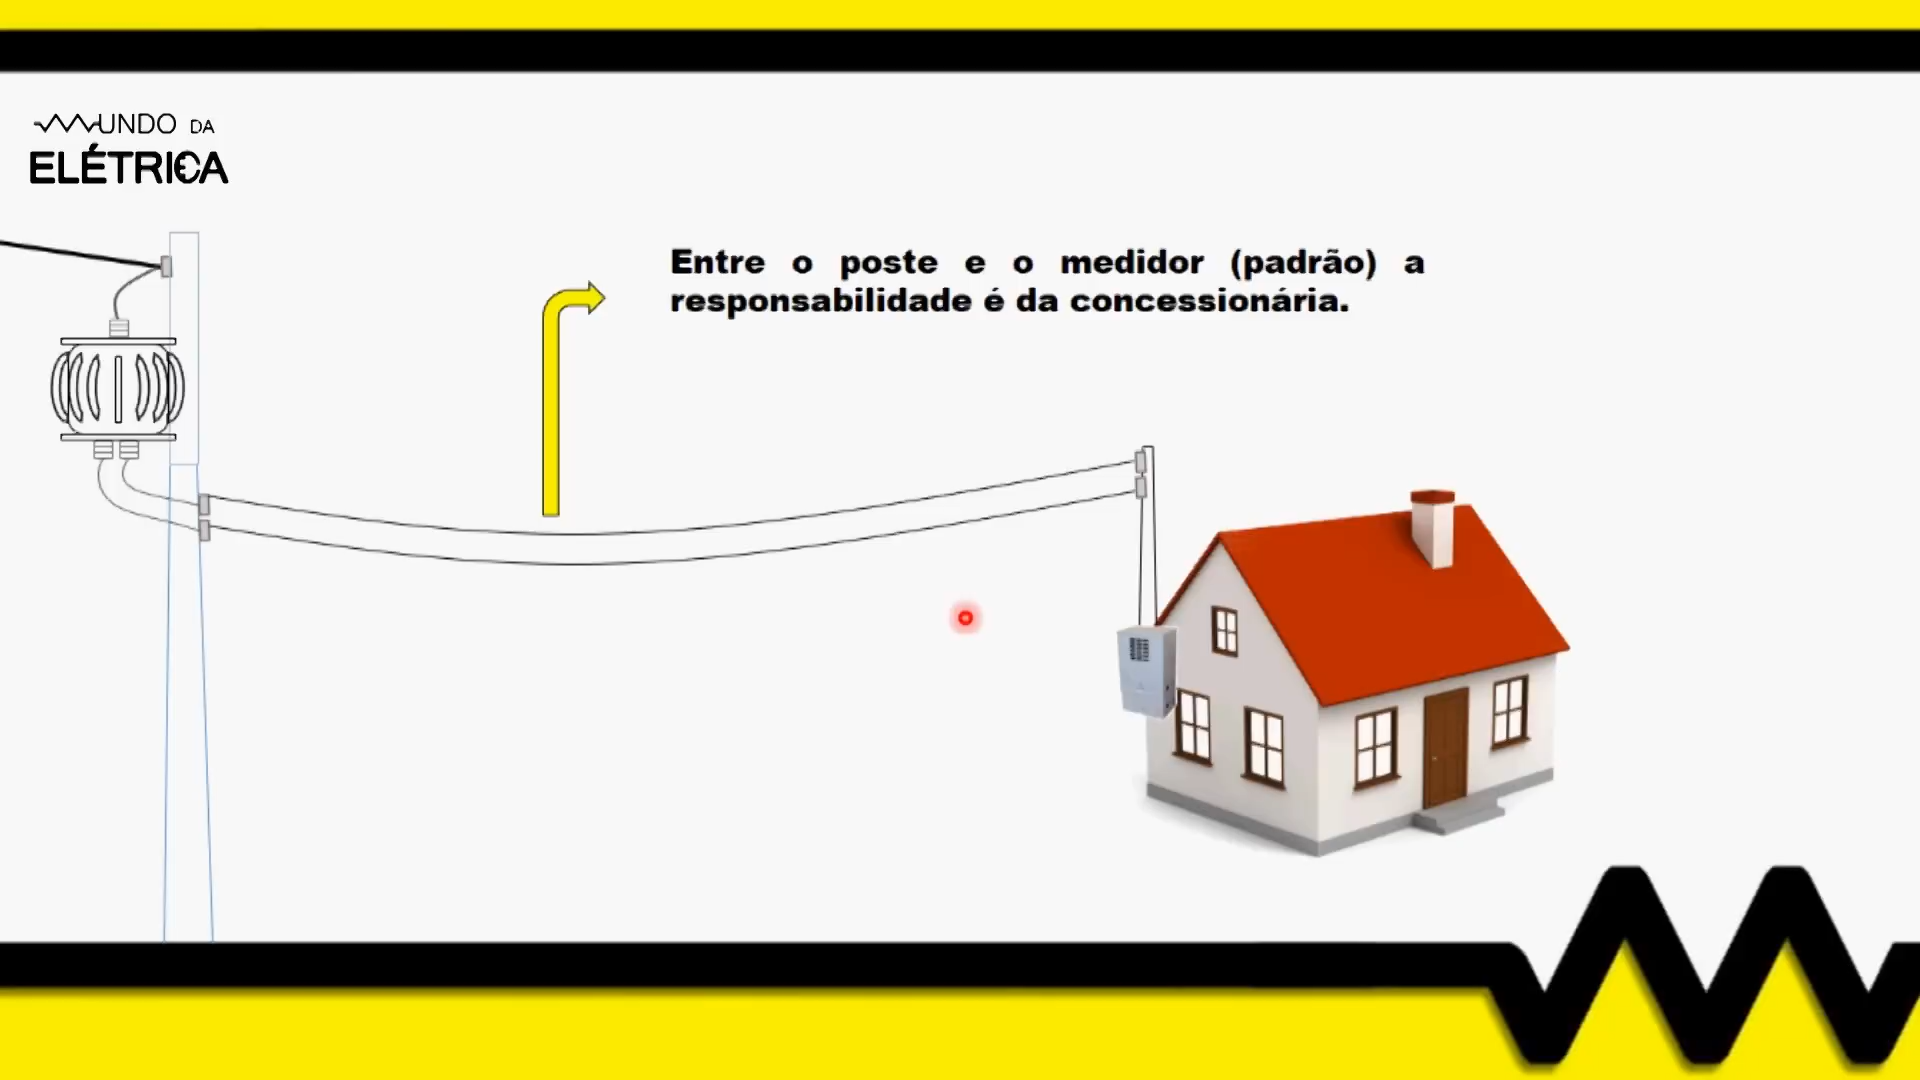 MUNDO DA
ELÉTRICA
Entre o poste e o medidor (padrão) a
responsabilidade é da concessionária.